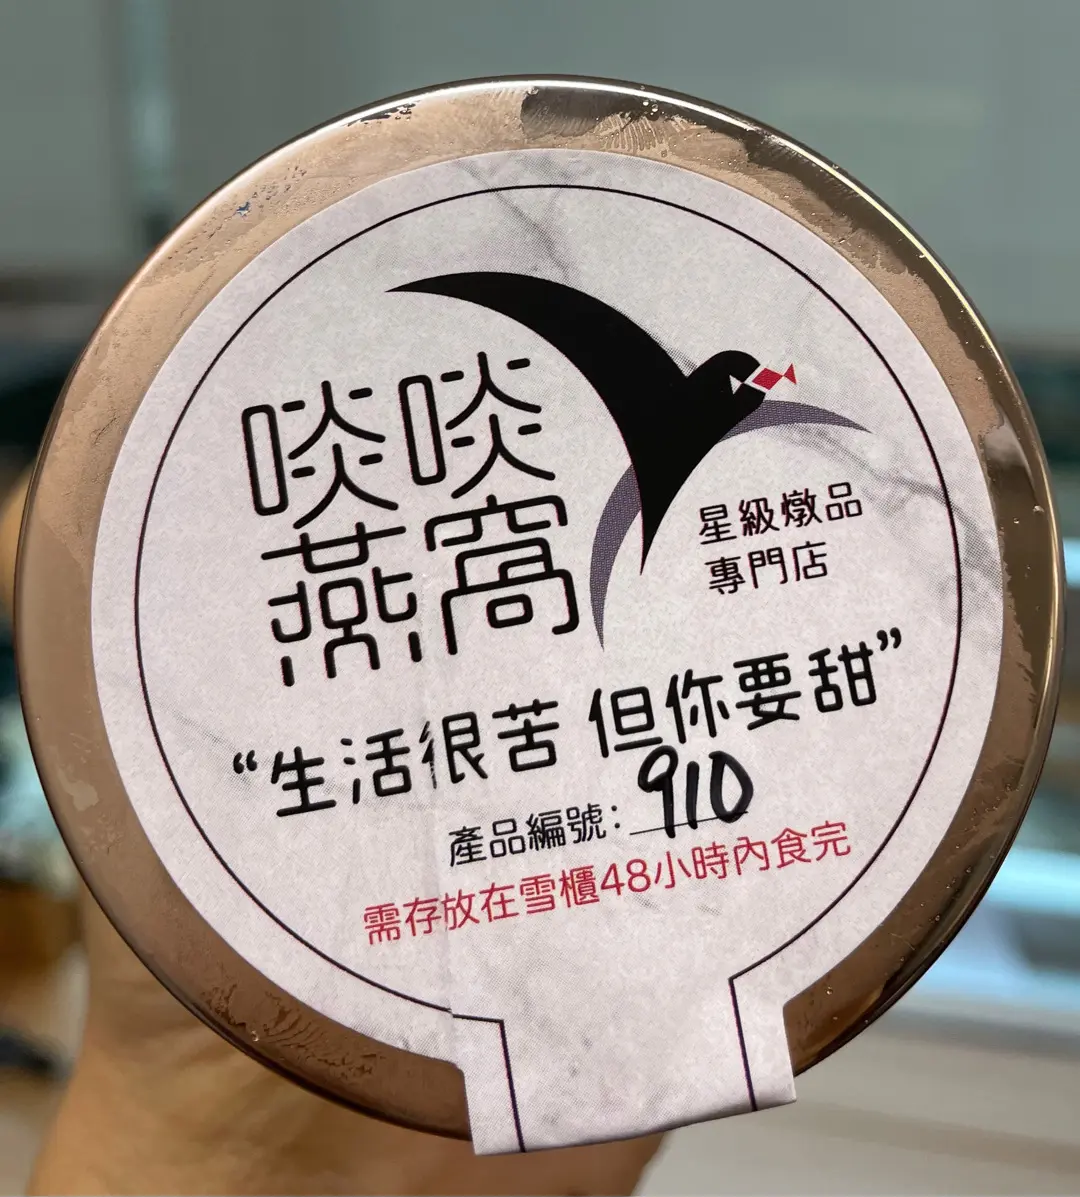 啖啖
燕窩
星級燉品
專門店
“生活很苦 但你要甜”
產品編號：910
需存放在雪櫃48小時內食完